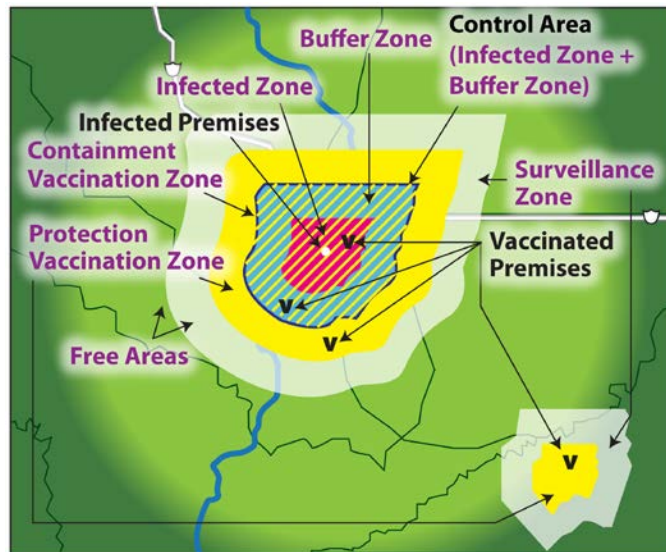 Buffer Zone
Control Area
(Infected Zone +
Buffer Zone)
Infected Zone
Infected Premises
Containment
Vaccination Zone
Surveillance
Zone
Protection
Vaccination Zone
Vaccinated
Premises
Free Areas
V
V
V
V